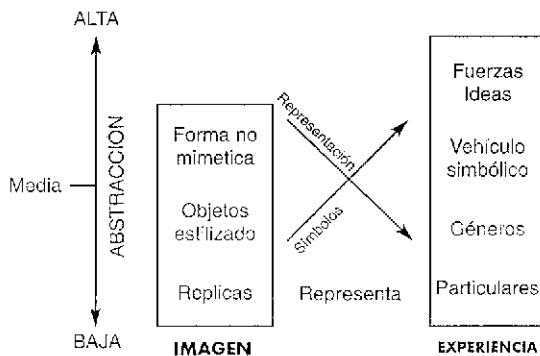 ALTA
Media
ABSTRACCIÓN
BAJA
Forma no
mimetica
Objetos
estilizado
Replicas
IMAGEN
Representación
Símbolos
Representa
Fuerzas
Ideas
Vehículo
simbólico
Géneros
Particulares
EXPERIENCIA